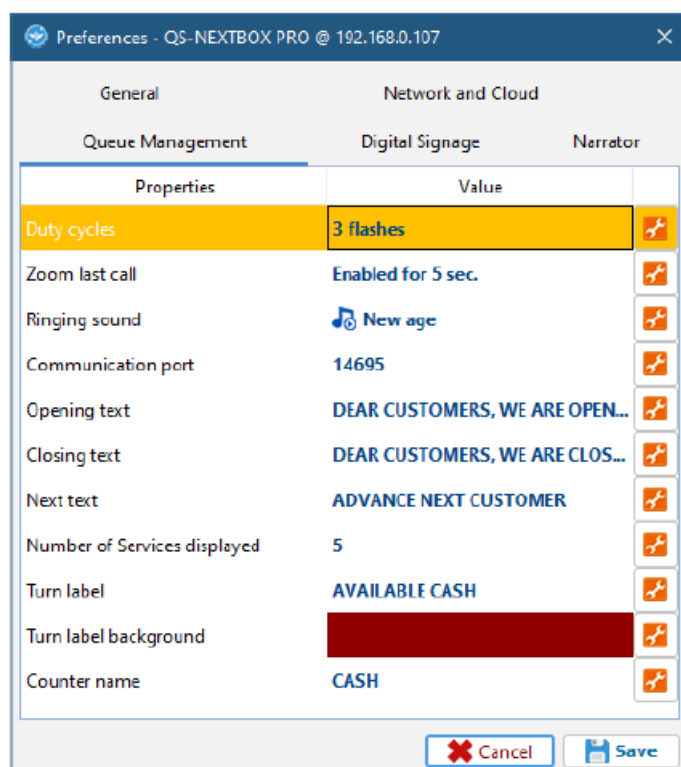 Preferences - QS-NEXTBOX PRO @ 192.168.0.107
General Network and Cloud
Queue Management Digital Signage Narrator
Properties Value
Duty cycles 3 flashes
Zoom last call Enabled for 5 sec.
Ringing sound New age
Communication port 14695
Opening text DEAR CUSTOMERS, WE ARE OPEN...
Closing text DEAR CUSTOMERS, WE ARE CLOS...
Next text ADVANCE NEXT CUSTOMER
Number of Services displayed 5
Turn label AVAILABLE CASH
Turn label background
Counter name CASH
Cancel Save